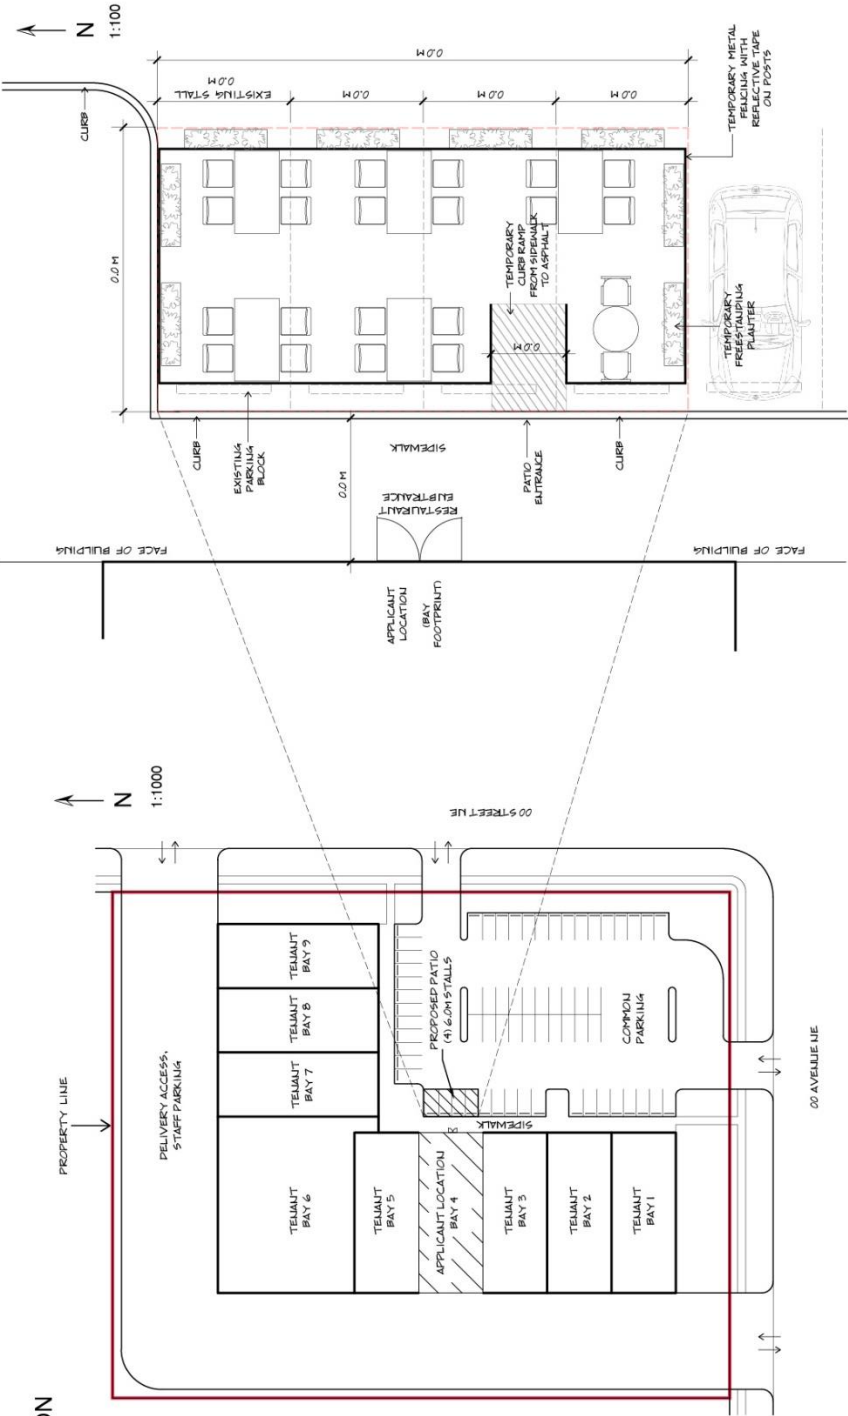 N
1:100
CURB
EXISTING STALL
0.0 M
0.0 M
0.0 M
0.0 M
0.0 M
0.0 M
TEMPORARY METAL
FENCING WITH
REFLECTIVE TAPE
ON POSTS
TEMPORARY
CURB RAMP
FROM SIDEWALK
TO ASPHALT
0.0 M
TEMPORARY
FREESTANDING
PLANTER
CURB
EXISTING
PARKING
BLOCK
SIDEWALK
PATIO
ENTRANCE
CURB
0.0 M
RESTAURANT
ENBTRANCE
FACE OF BUILDING
FACE OF BUILDING
APPLICANT
LOCATION
(BAY
FOOTPRINT)
N
1:1000
00 STREET NE
PROPERTY LINE
DELIVERY ACCESS,
STAFF PARKING
TENANT
BAY 9
TENANT
BAY 8
TENANT
BAY 7
TENANT
BAY 6
TENANT
BAY 5
APPLICANT LOCATION
BAY 4
TENANT
BAY 3
TENANT
BAY 2
TENANT
BAY 1
PROPOSED PATIO
(4) 6.0M STALLS
SIDEWALK
COMMON
PARKING
00 AVENUE NE
ON